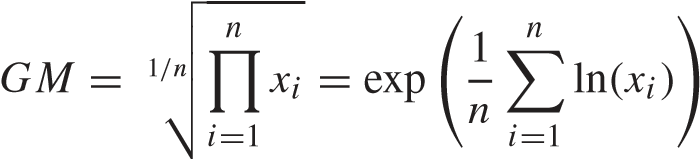 $GM = \sqrt[1/n]{\prod_{i=1}^{n} x_i} = \exp\left(\frac{1}{n}\sum_{i=1}^{n}\ln(x_i)\right)$